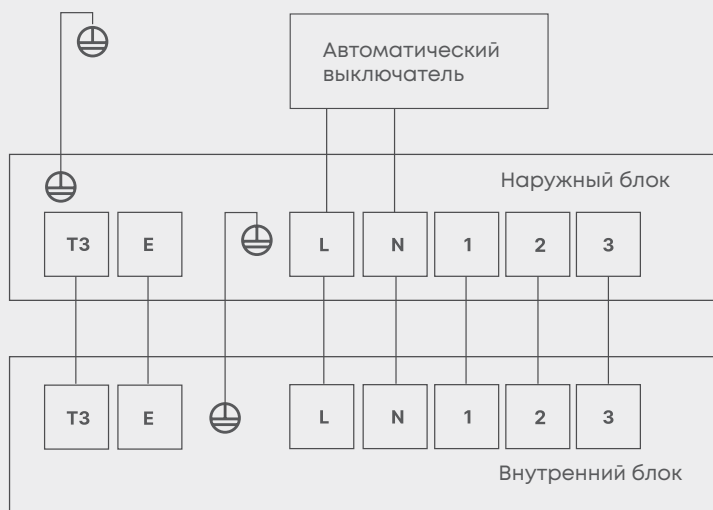 Автоматический
выключатель
Наружный блок
T3 E L N 1 2 3
T3 E L N 1 2 3
Внутренний блок